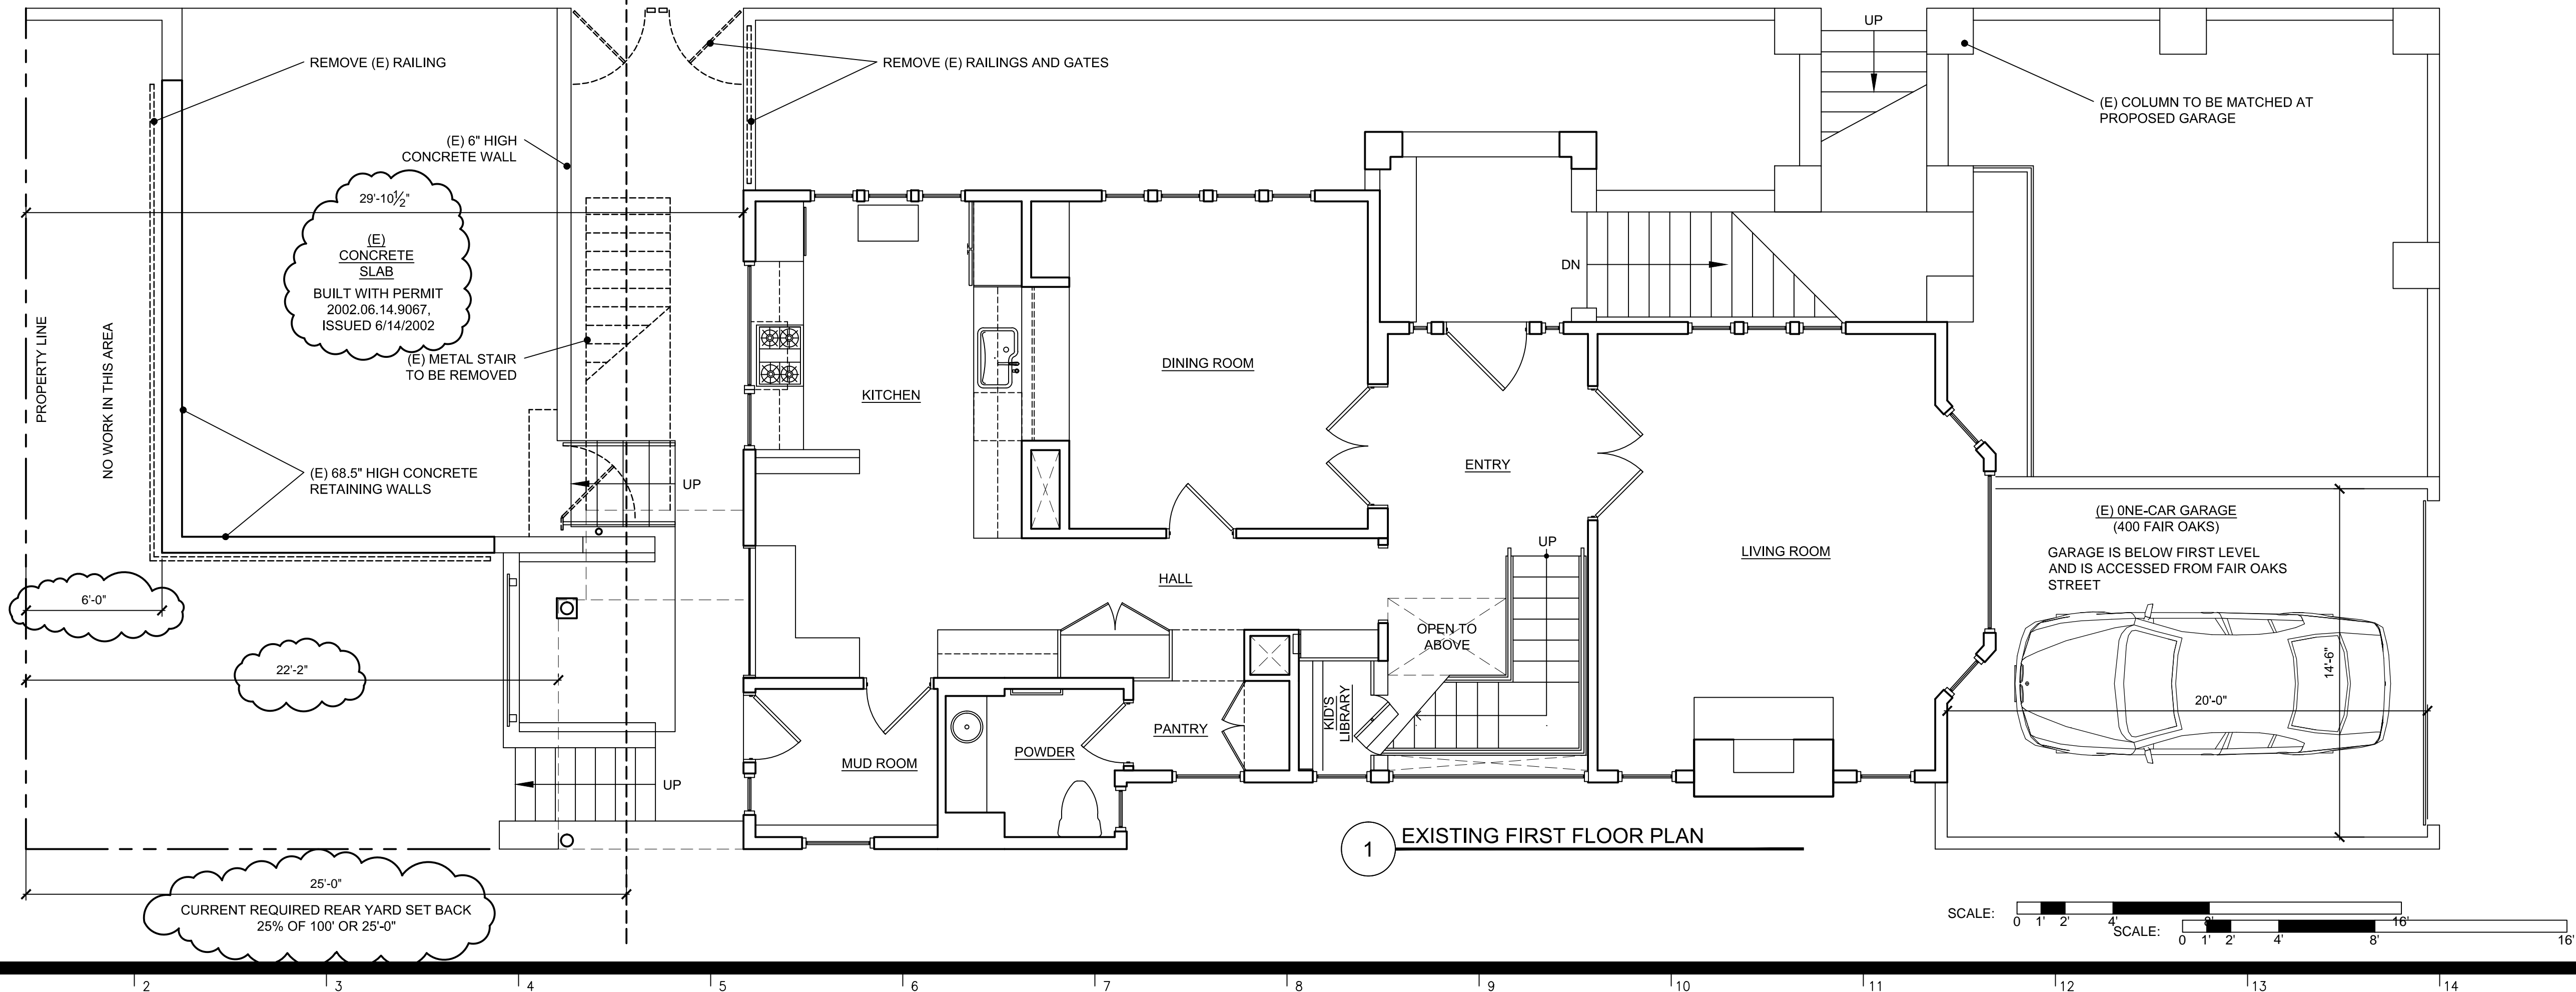 UP
REMOVE (E) RAILING
REMOVE (E) RAILINGS AND GATES
(E) COLUMN TO BE MATCHED AT
PROPOSED GARAGE
(E) 6" HIGH
CONCRETE WALL
29'-10½"
(E)
CONCRETE
SLAB
BUILT WITH PERMIT
2002.06.14.9067,
ISSUED 6/14/2002
DN
PROPERTY LINE
NO WORK IN THIS AREA
(E) METAL STAIR
TO BE REMOVED
DINING ROOM
KITCHEN
ENTRY
(E) 68.5" HIGH CONCRETE
RETAINING WALLS
UP
(E) 0NE-CAR GARAGE
(400 FAIR OAKS)
GARAGE IS BELOW FIRST LEVEL
AND IS ACCESSED FROM FAIR OAKS
STREET
UP
LIVING ROOM
HALL
6'-0"
OPEN TO
ABOVE
22'-2"
14'-6"
20'-0"
KID'S
LIBRARY
PANTRY
POWDER
MUD ROOM
UP
1
EXISTING FIRST FLOOR PLAN
25'-0"
CURRENT REQUIRED REAR YARD SET BACK
25% OF 100' OR 25'-0"
SCALE:
0 1' 2' 4' 8' 16'
SCALE:
0 1' 2' 4' 8' 16'
2 3 4 5 6 7 8 9 10 11 12 13 14